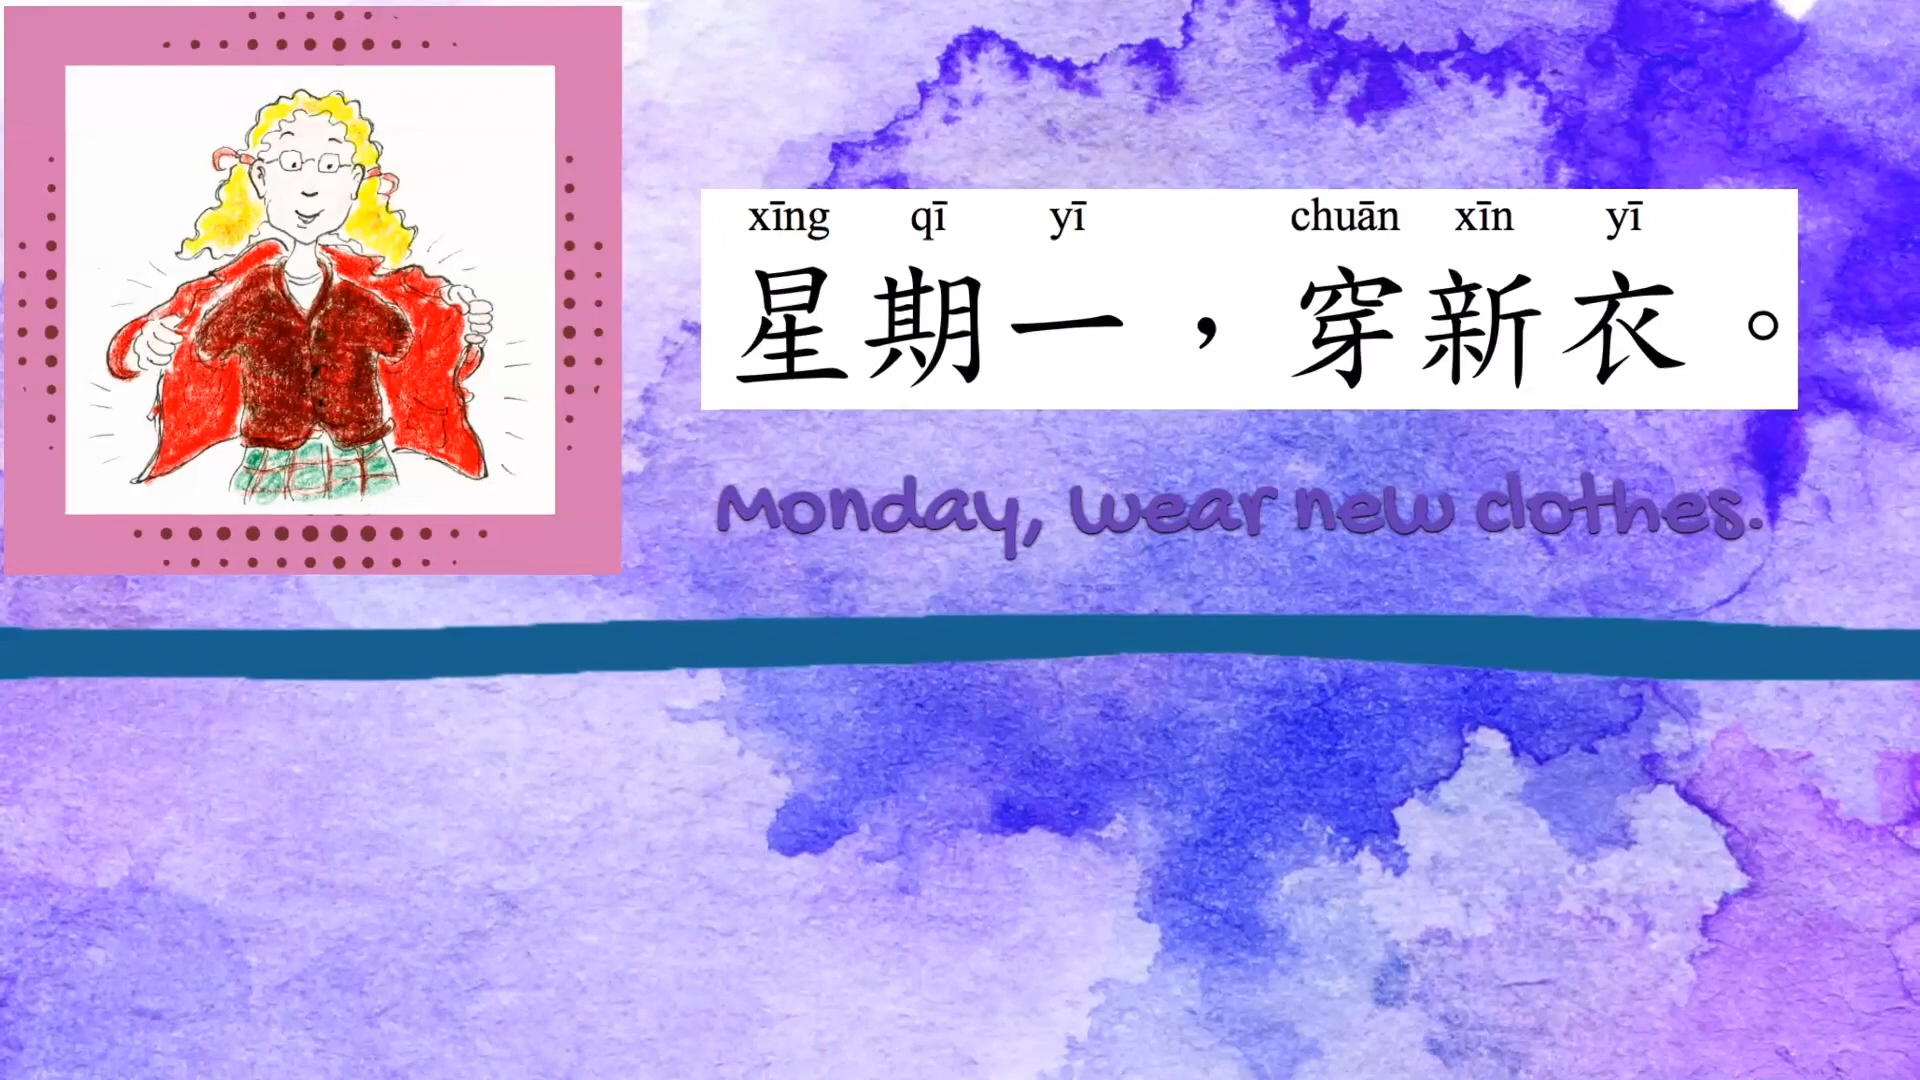 xīng qī yī chuān xīn yī
星期一，穿新衣。
Monday, wear new clothes.